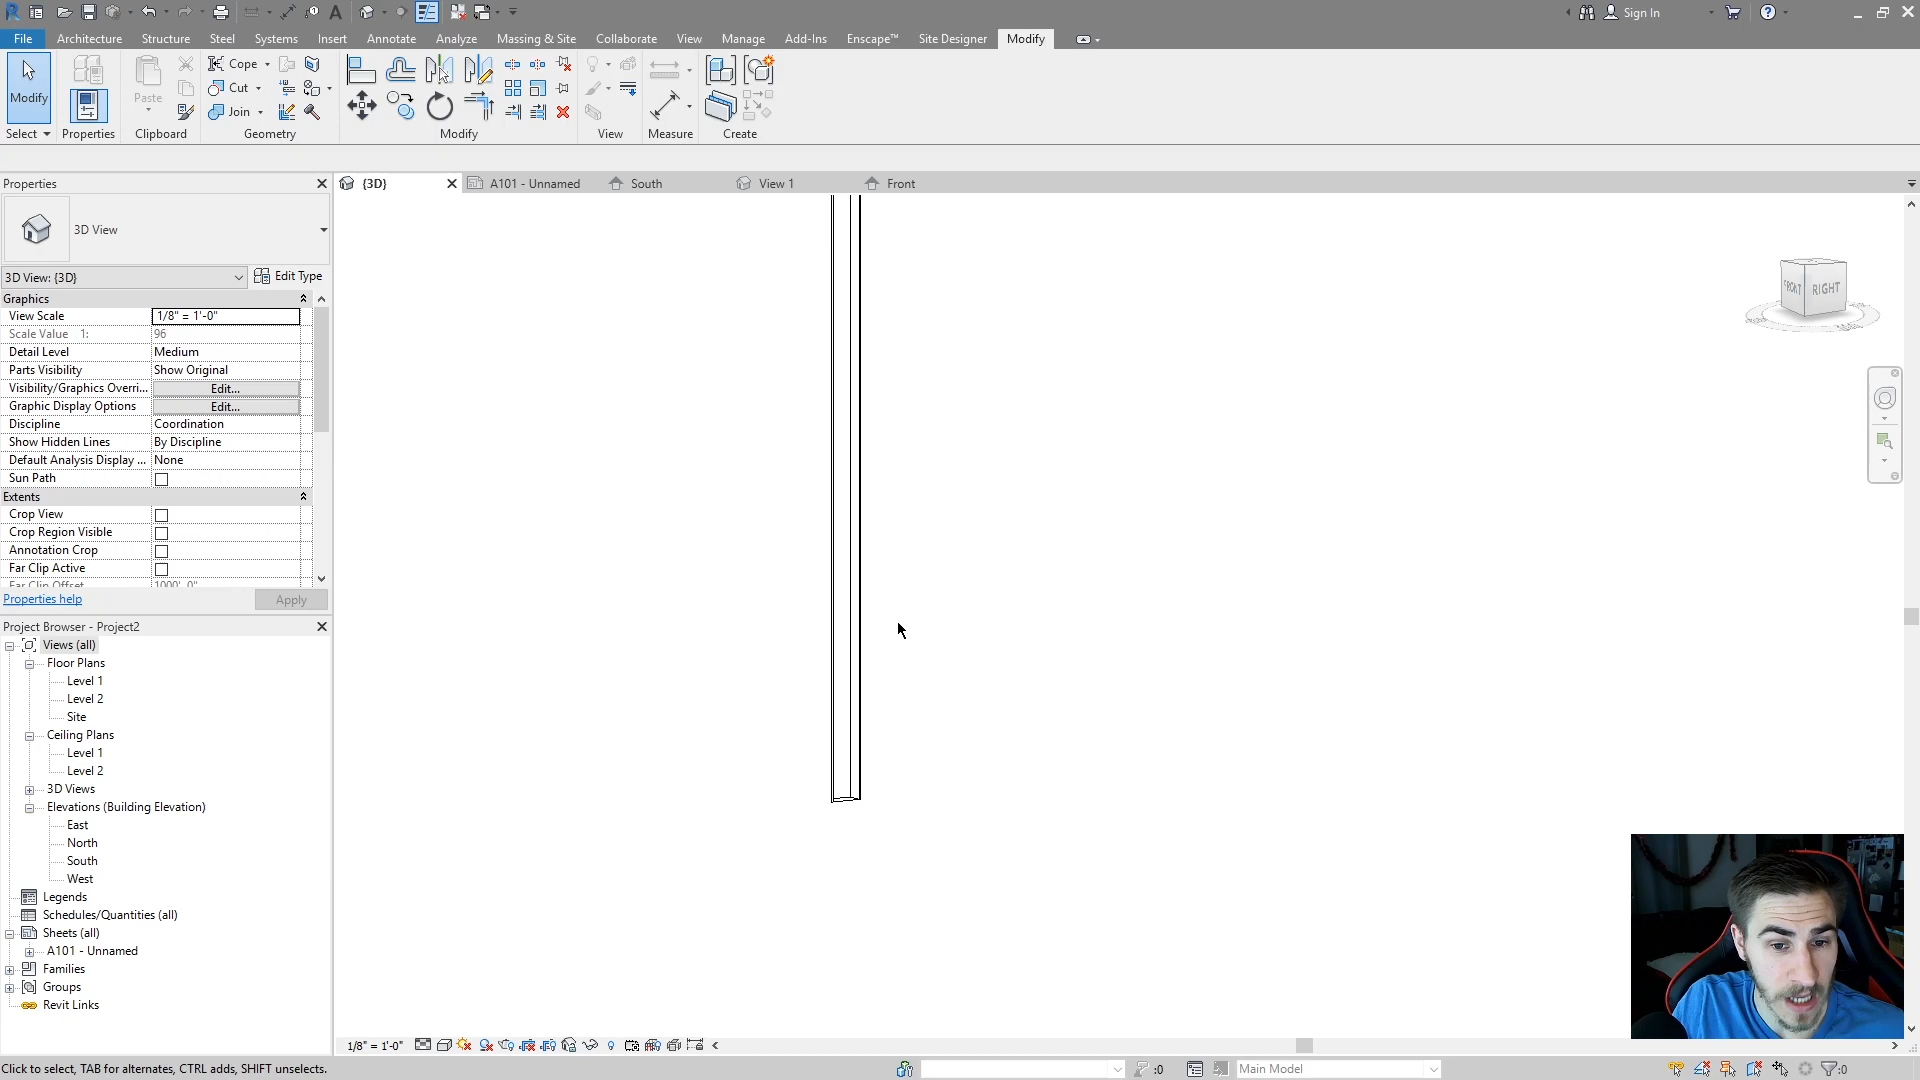 Sign In
File Architecture Structure Steel Systems Insert Annotate Analyze Massing & Site Collaborate View Manage Add-Ins Enscape™ Site Designer Modify
Modify
Paste
Cope
Cut
Join
Select Properties Clipboard Geometry Modify View Measure Create
Properties
{3D} A101 - Unnamed South View 1 Front
3D View
3D View: {3D} Edit Type
Graphics
View Scale 1/8" = 1'-0"
Scale Value 1: 96
Detail Level Medium
Parts Visibility Show Original
Visibility/Graphics Overri... Edit...
Graphic Display Options Edit...
Discipline Coordination
Show Hidden Lines By Discipline
Default Analysis Display ... None
Sun Path
Extents
Crop View
Crop Region Visible
Annotation Crop
Far Clip Active
Far Clip Offset 1000' 0"
Properties help Apply
Project Browser - Project2
Views (all)
Floor Plans
Level 1
Level 2
Site
Ceiling Plans
Level 1
Level 2
3D Views
Elevations (Building Elevation)
East
North
South
West
Legends
Schedules/Quantities (all)
Sheets (all)
A101 - Unnamed
Families
Groups
Revit Links
FRONT RIGHT
1/8" = 1'-0"
Click to select, TAB for alternates, CTRL adds, SHIFT unselects.
:0
Main Model
:0